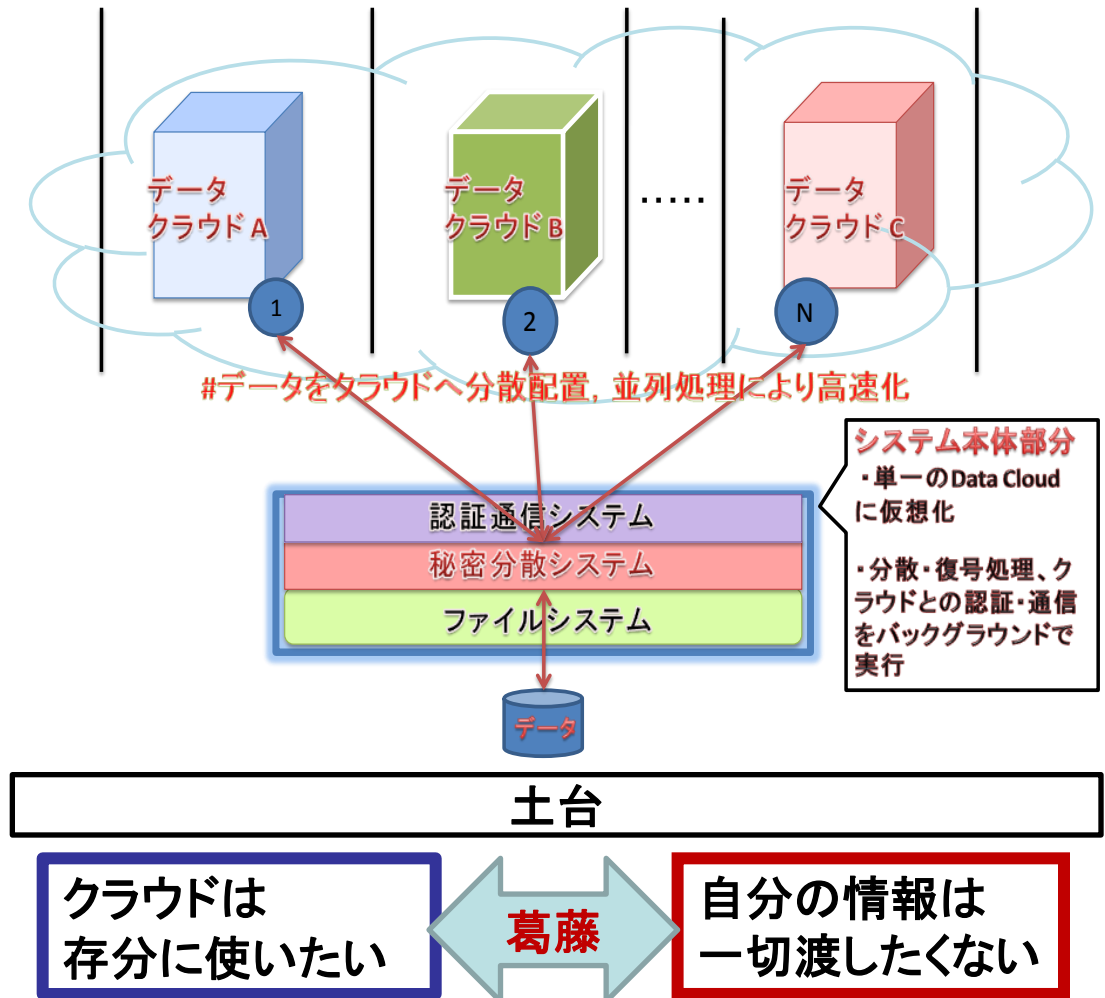 データ
クラウド A
データ
クラウド B
.....
データ
クラウド C
1
2
N
#データをクラウドへ分散配置, 並列処理により高速化
認証通信システム
秘密分散システム
ファイルシステム
データ
システム本体部分
・単一のData Cloud
に仮想化
・分散・復号処理、ク
ラウドとの認証・通信
をバックグラウンドで
実行
土台
クラウドは
存分に使いたい
葛藤
自分の情報は
一切渡したくない